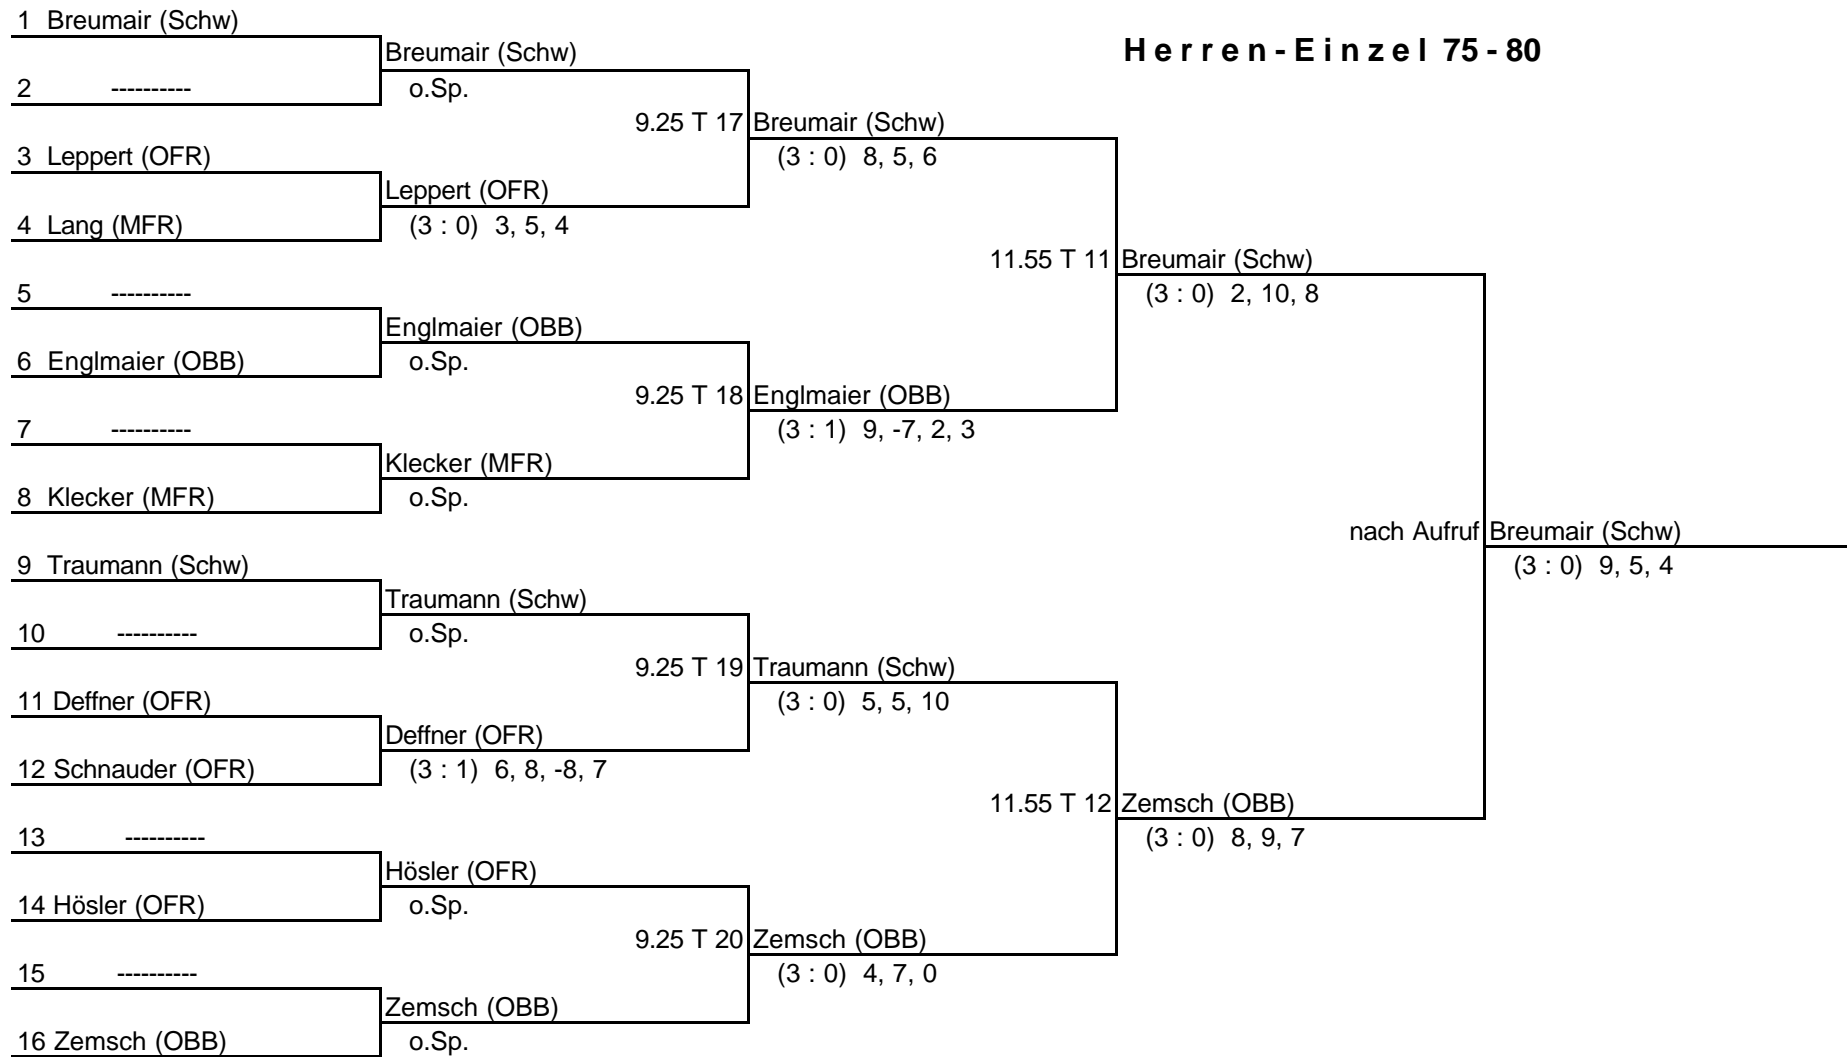 1 Breumair (Schw)
Herren-Einzel 75-80
Breumair (Schw)
2 ----------
o.Sp.
9.25 T 17 Breumair (Schw)
3 Leppert (OFR)
(3 : 0) 8, 5, 6
Leppert (OFR)
4 Lang (MFR)
(3 : 0) 3, 5, 4
11.55 T 11 Breumair (Schw)
5 ----------
(3 : 0) 2, 10, 8
Englmaier (OBB)
6 Englmaier (OBB)
o.Sp.
9.25 T 18 Englmaier (OBB)
7 ----------
(3 : 1) 9, -7, 2, 3
Klecker (MFR)
8 Klecker (MFR)
o.Sp.
nach Aufruf Breumair (Schw)
9 Traumann (Schw)
(3 : 0) 9, 5, 4
Traumann (Schw)
10 ----------
o.Sp.
9.25 T 19 Traumann (Schw)
11 Deffner (OFR)
(3 : 0) 5, 5, 10
Deffner (OFR)
12 Schnauder (OFR)
(3 : 1) 6, 8, -8, 7
11.55 T 12 Zemsch (OBB)
13 ----------
(3 : 0) 8, 9, 7
Hösler (OFR)
14 Hösler (OFR)
o.Sp.
9.25 T 20 Zemsch (OBB)
15 ----------
(3 : 0) 4, 7, 0
Zemsch (OBB)
16 Zemsch (OBB)
o.Sp.